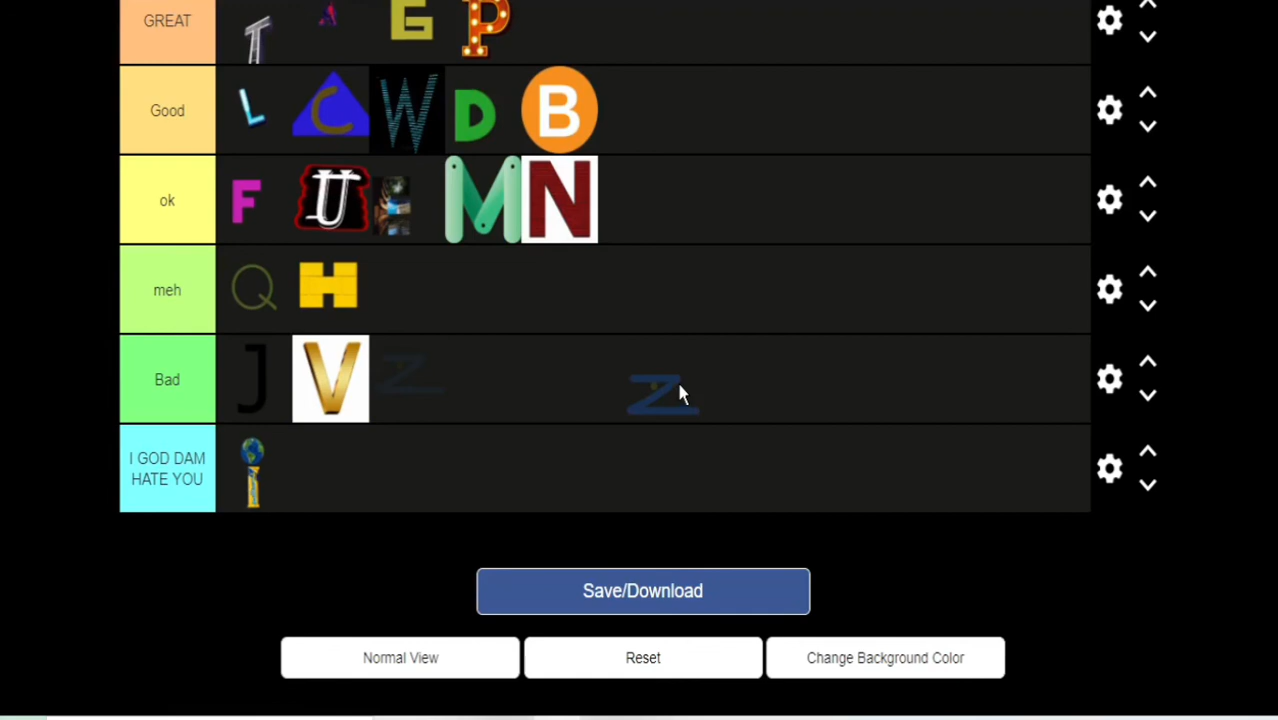 GREAT
T A G P
Good
L C W D B
ok
F U M N
meh
Q H
Bad
J V Z Z
I GOD DAM
HATE YOU
i
Save/Download
Normal View Reset Change Background Color